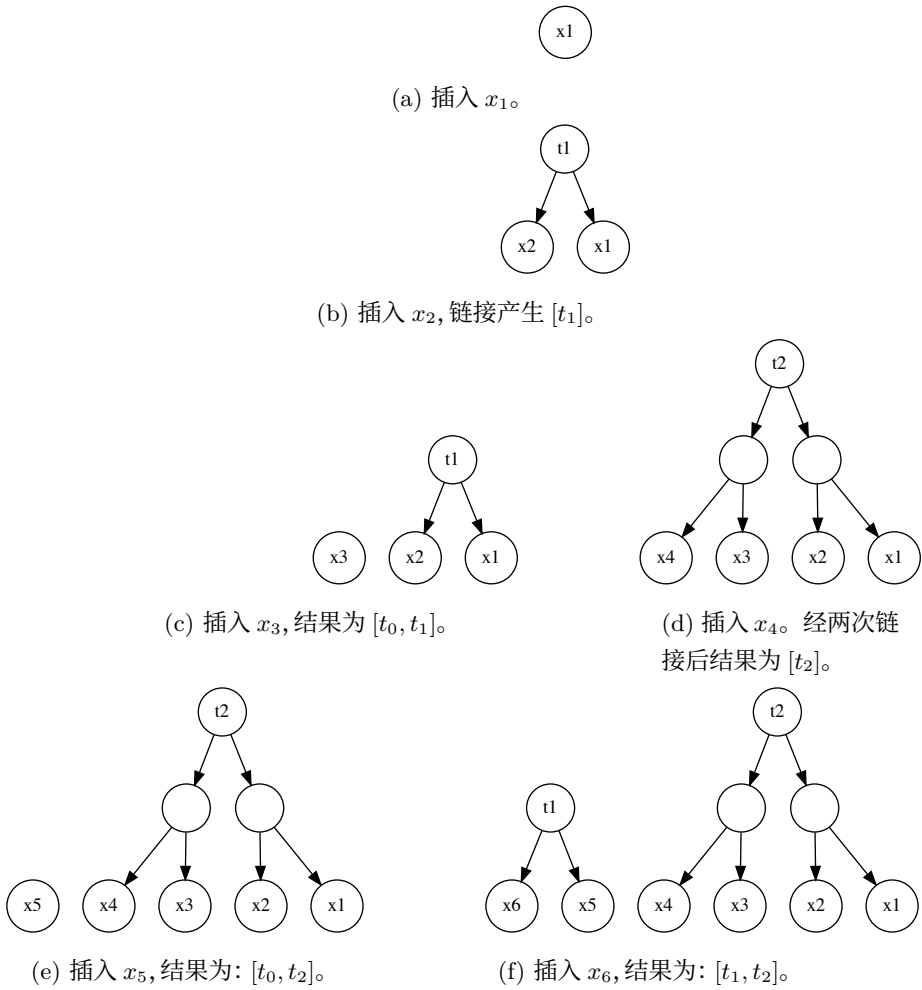 x1
(a) 插入 x₁。
t1
x2 x1
(b) 插入 x₂, 链接产生 [t₁]。
t1
x3 x2 x1
(c) 插入 x₃, 结果为 [t₀, t₁]。
t2
x4 x3 x2 x1
(d) 插入 x₄。经两次链
接后结果为 [t₂]。
t2
x5 x4 x3 x2 x1
(e) 插入 x₅, 结果为: [t₀, t₂]。
t2
t1
x6 x5 x4 x3 x2 x1
(f) 插入 x₆, 结果为: [t₁, t₂]。